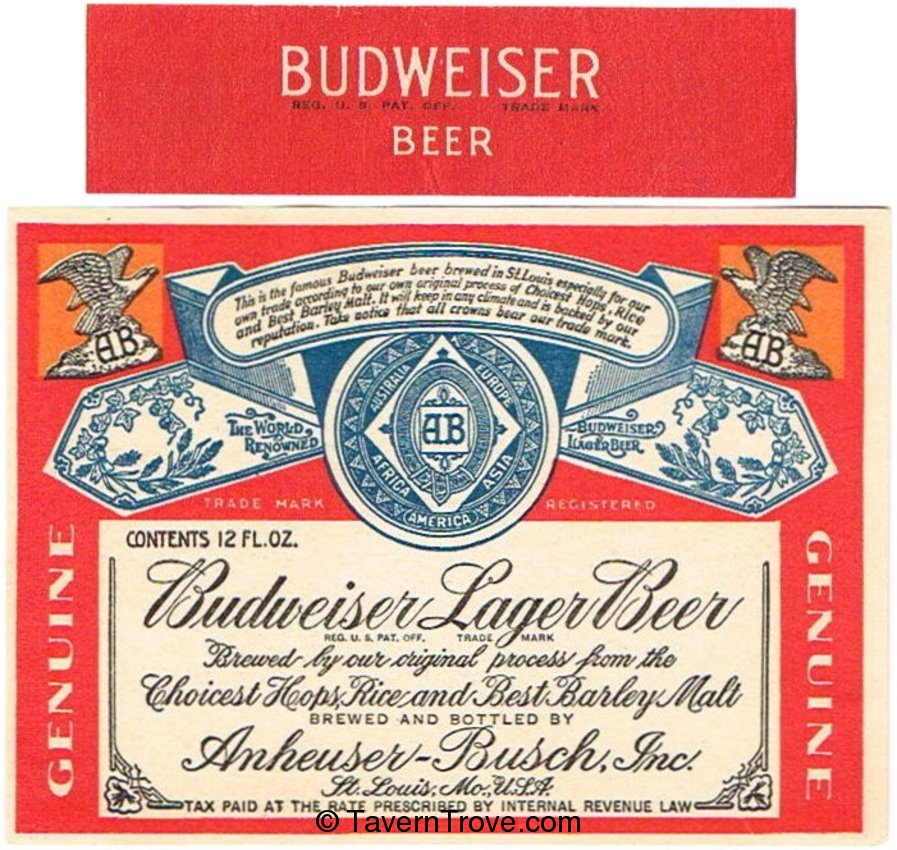 BUDWEISER
REG. U. S. PAT. OFF. TRADE MARK
BEER
This is the famous Budweiser beer brewed in St. Louis especially for our
own trade according to our own original process of Choicest Hops, Rice
and Best Barley Malt. It will keep in any climate and is backed by our
reputation. Take notice that all crowns bear our trade mark.
AB
AB
AUSTRALIA
EUROPE
AB
AFRICA
ASIA
AMERICA
THE WORLD
RENOWNED
BUDWEISER
LAGER BEER
TRADE MARK
REGISTERED
GENUINE
GENUINE
CONTENTS 12 FL.OZ.
Budweiser Lager Beer
REG. U. S. PAT. OFF. TRADE MARK
Brewed by our original process from the
Choicest Hops, Rice and Best Barley Malt
BREWED AND BOTTLED BY
Anheuser-Busch, Inc.
St. Louis, Mo., U.S.A.
TAX PAID AT THE RATE PRESCRIBED BY INTERNAL REVENUE LAW
© TavernTrove.com